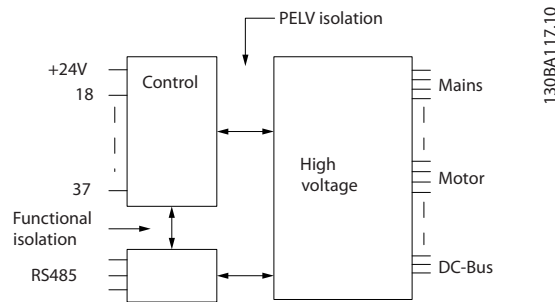 PELV isolation
+24V
Control
18
37
Functional
isolation
RS485
High
voltage
Mains
Motor
DC-Bus
130BA117.10